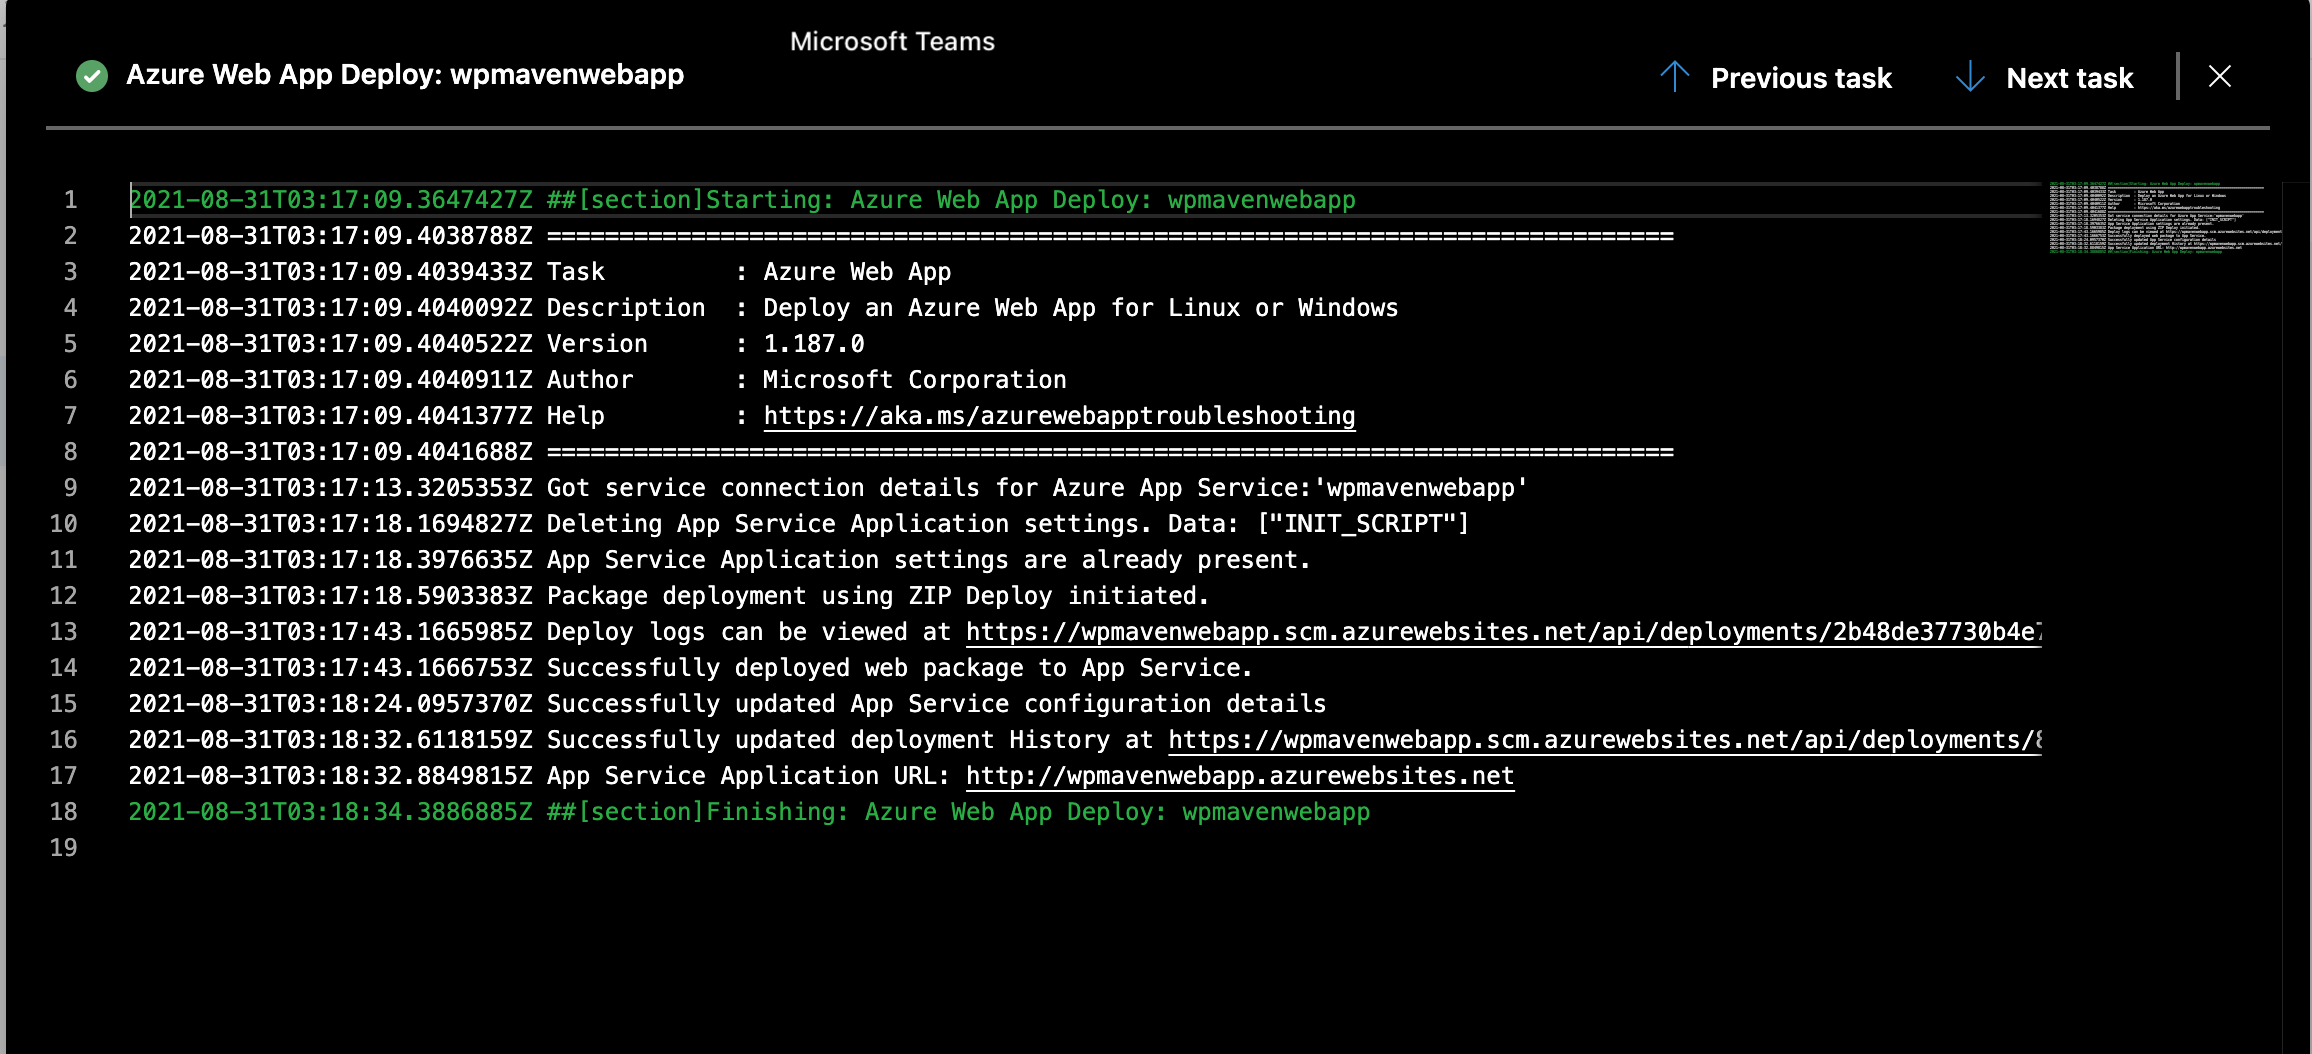 Microsoft Teams
Azure Web App Deploy: wpmavenwebapp
Previous task
Next task
1 2021-08-31T03:17:09.3647427Z ##[section]Starting: Azure Web App Deploy: wpmavenwebapp
2 2021-08-31T03:17:09.4038788Z ==============================================================================
3 2021-08-31T03:17:09.4039433Z Task         : Azure Web App
4 2021-08-31T03:17:09.4040092Z Description  : Deploy an Azure Web App for Linux or Windows
5 2021-08-31T03:17:09.4040522Z Version      : 1.187.0
6 2021-08-31T03:17:09.4040911Z Author       : Microsoft Corporation
7 2021-08-31T03:17:09.4041377Z Help         : https://aka.ms/azurewebapptroubleshooting
8 2021-08-31T03:17:09.4041688Z ==============================================================================
9 2021-08-31T03:17:13.3205353Z Got service connection details for Azure App Service:'wpmavenwebapp'
10 2021-08-31T03:17:18.1694827Z Deleting App Service Application settings. Data: ["INIT_SCRIPT"]
11 2021-08-31T03:17:18.3976635Z App Service Application settings are already present.
12 2021-08-31T03:17:18.5903383Z Package deployment using ZIP Deploy initiated.
13 2021-08-31T03:17:43.1665985Z Deploy logs can be viewed at https://wpmavenwebapp.scm.azurewebsites.net/api/deployments/2b48de37730b4e7
14 2021-08-31T03:17:43.1666753Z Successfully deployed web package to App Service.
15 2021-08-31T03:18:24.0957370Z Successfully updated App Service configuration details
16 2021-08-31T03:18:32.6118159Z Successfully updated deployment History at https://wpmavenwebapp.scm.azurewebsites.net/api/deployments/8
17 2021-08-31T03:18:32.8849815Z App Service Application URL: http://wpmavenwebapp.azurewebsites.net
18 2021-08-31T03:18:34.3886885Z ##[section]Finishing: Azure Web App Deploy: wpmavenwebapp
19